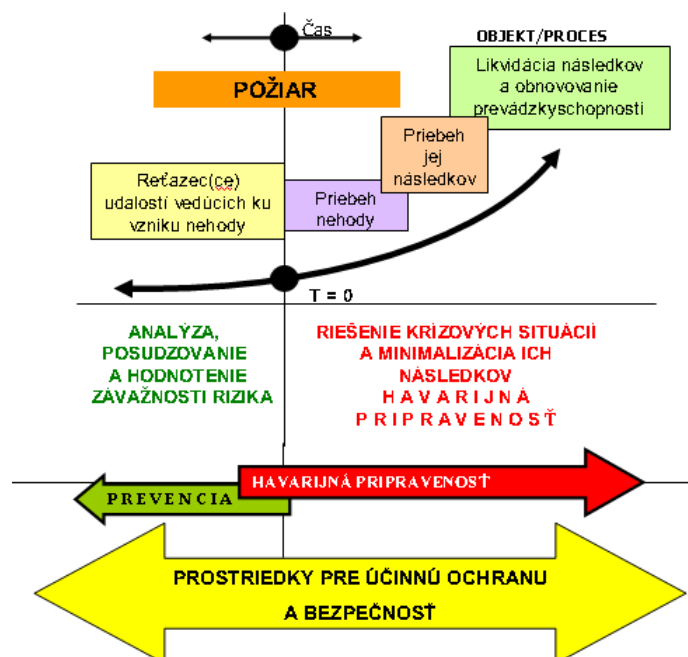 Čas
OBJEKT/PROCES
POŽIAR
Likvidácia následkov
a obnovovanie
prevádzkyschopnosti
Priebeh
jej
následkov
Reťazec(ce)
udalostí vedúcich ku
vzniku nehody
Priebeh
nehody
T = 0
ANALÝZA,
POSUDZOVANIE
A HODNOTENIE
ZÁVAŽNOSTI RIZIKA
RIEŠENIE KRÍZOVÝCH SITUÁCIÍ
A MINIMALIZÁCIA ICH
NÁSLEDKOV
H A V A R I J N Á
P R I P R A V E N O S Ť
HAVARIJNÁ PRIPRAVENOSŤ
PREVENCIA
PROSTRIEDKY PRE ÚČINNÚ OCHRANU
A BEZPEČNOSŤ